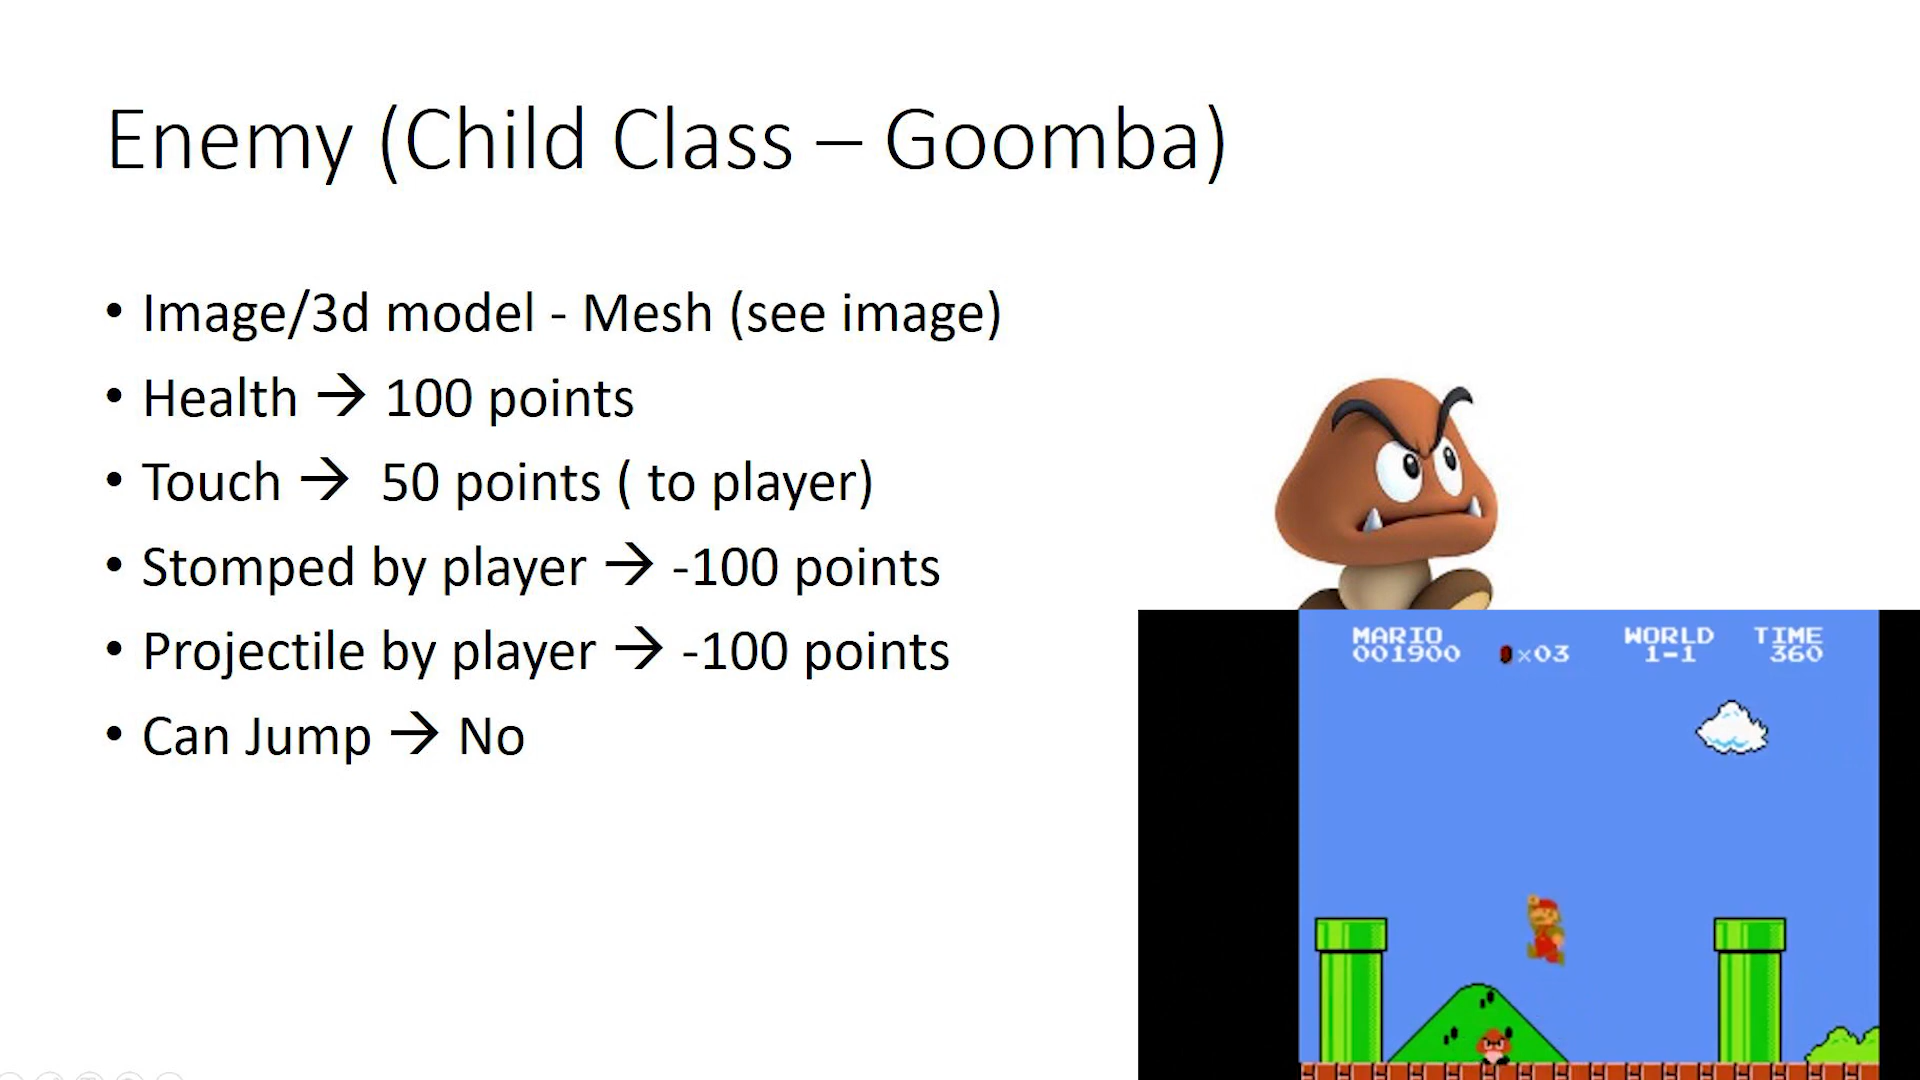 Enemy (Child Class – Goomba)
• Image/3d model - Mesh (see image)
• Health → 100 points
• Touch → 50 points ( to player)
• Stomped by player → -100 points
• Projectile by player → -100 points
• Can Jump → No
MARIO WORLD TIME
001900 ×03 1-1 360